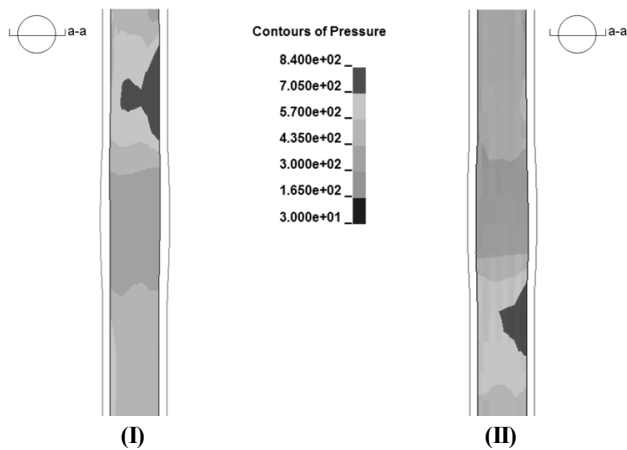 a-a
a-a
Contours of Pressure
8.400e+02
7.050e+02
5.700e+02
4.350e+02
3.000e+02
1.650e+02
3.000e+01
(I)
(II)